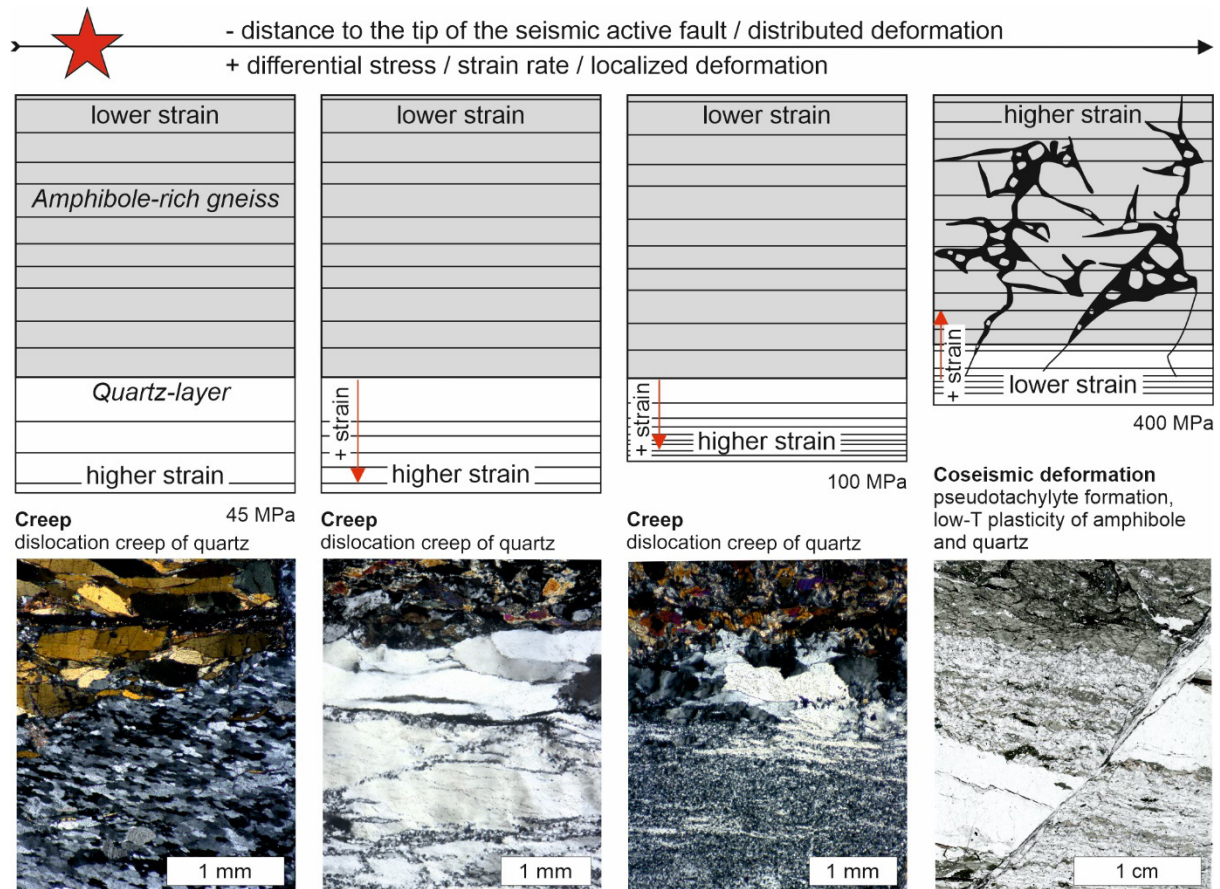 - distance to the tip of the seismic active fault / distributed deformation
+ differential stress / strain rate / localized deformation
lower strain
Amphibole-rich gneiss
Quartz-layer
higher strain
45 MPa
Creep
dislocation creep of quartz
1 mm
lower strain
+ strain
higher strain
Creep
dislocation creep of quartz
1 mm
lower strain
+ strain
higher strain
100 MPa
Creep
dislocation creep of quartz
1 mm
higher strain
+ strain
lower strain
400 MPa
Coseismic deformation
pseudotachylyte formation,
low-T plasticity of amphibole
and quartz
1 cm